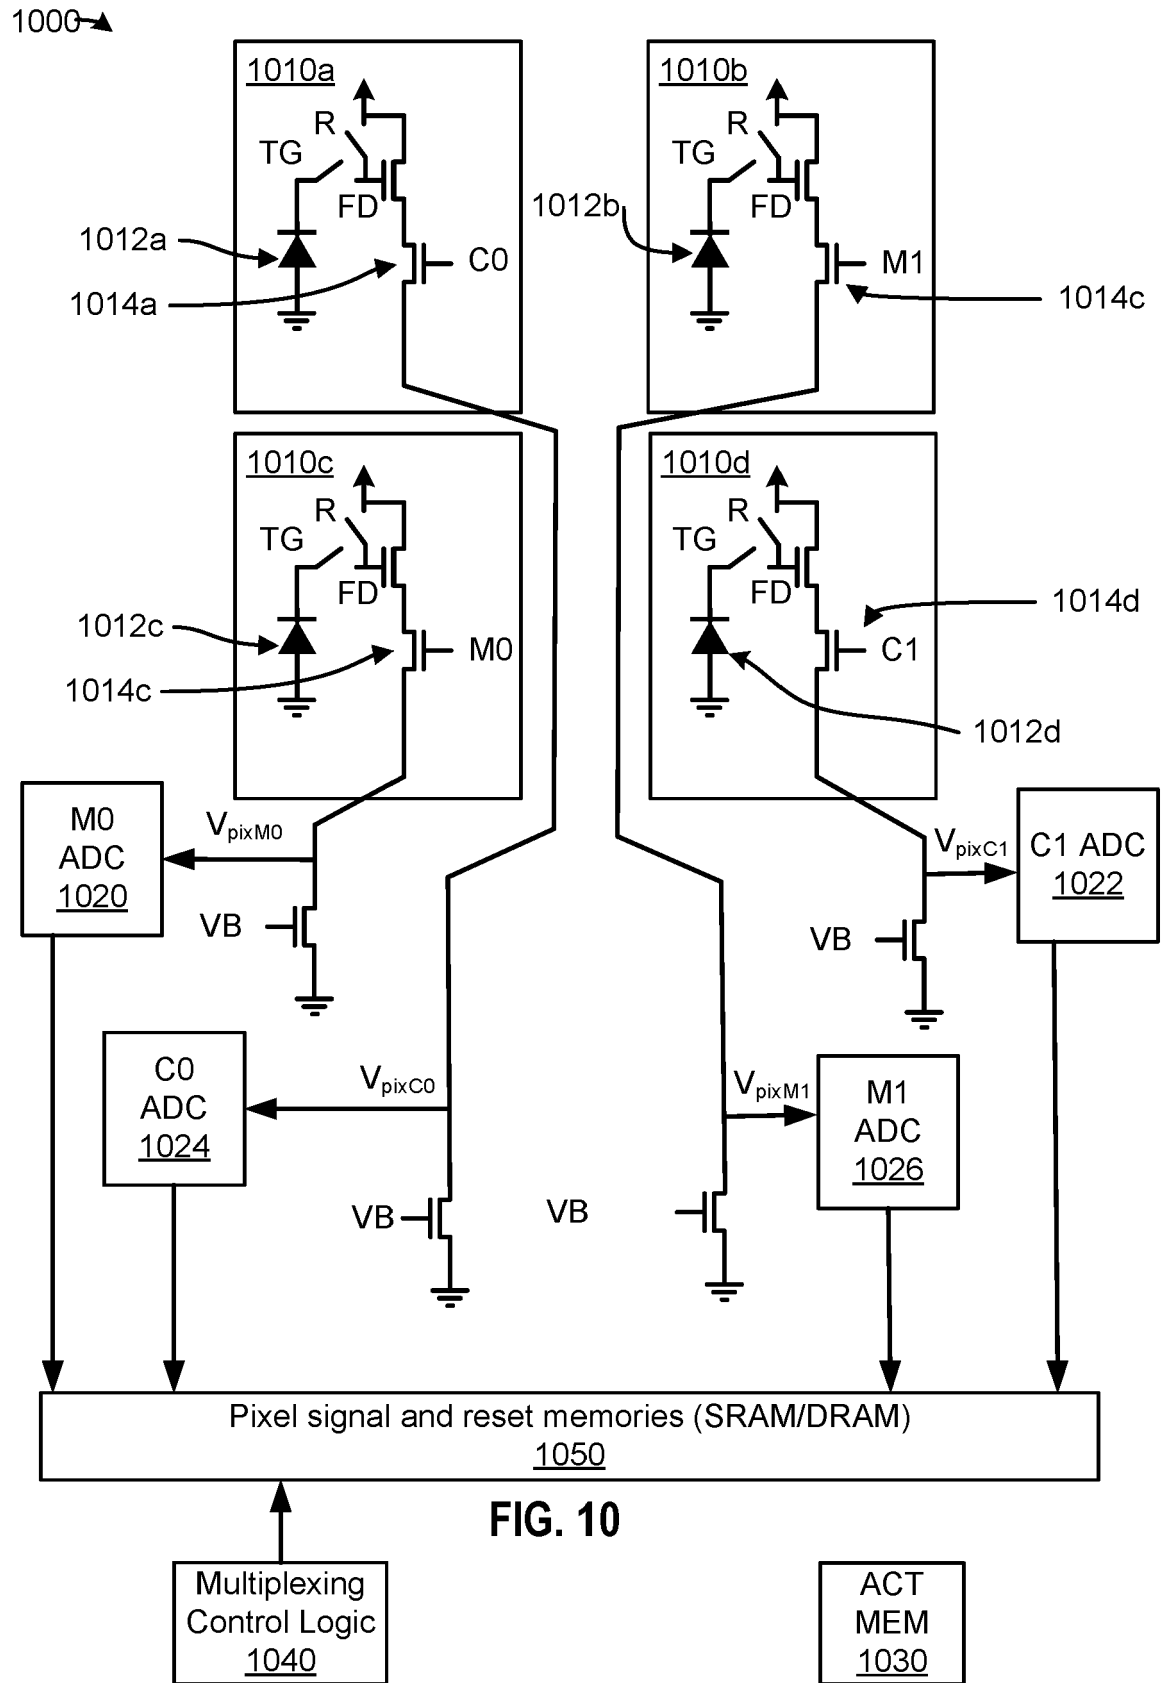 1000
1010a
1010b
R
R
TG
TG
FD
FD
1012a
1012b
C0
M1
1014a
1014c
1010c
1010d
R
R
TG
TG
FD
FD
1014d
1012c
M0
C1
1014c
1012d
M0
ADC
1020
VpixM0
VpixC1
C1 ADC
1022
VB
VB
C0
ADC
1024
VpixC0
VpixM1
M1
ADC
1026
VB
VB
Pixel signal and reset memories (SRAM/DRAM)
1050
FIG. 10
Multiplexing
Control Logic
1040
ACT
MEM
1030